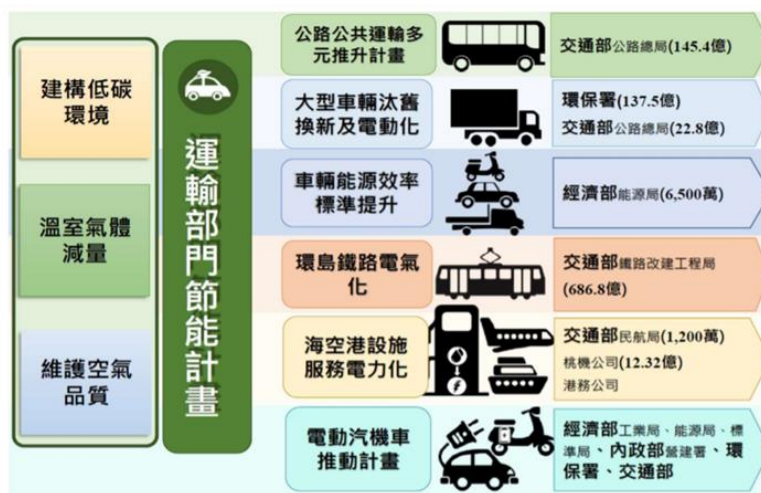 建構低碳
環境
溫室氣體
減量
維護空氣
品質
運輸部門節能計畫
公路公共運輸多
元推升計畫
交通部公路總局(145.4億)
大型車輛汰舊
換新及電動化
環保署(137.5億)
交通部公路總局(22.8億)
車輛能源效率
標準提升
經濟部能源局(6,500萬)
環島鐵路電氣
化
交通部鐵路改建工程局
(686.8億)
海空港設施
服務電力化
交通部民航局(1,200萬)
桃機公司(12.32億)
港務公司
電動汽機車
推動計畫
經濟部工業局、能源局、標
準局、內政部營建署、環
保署、交通部